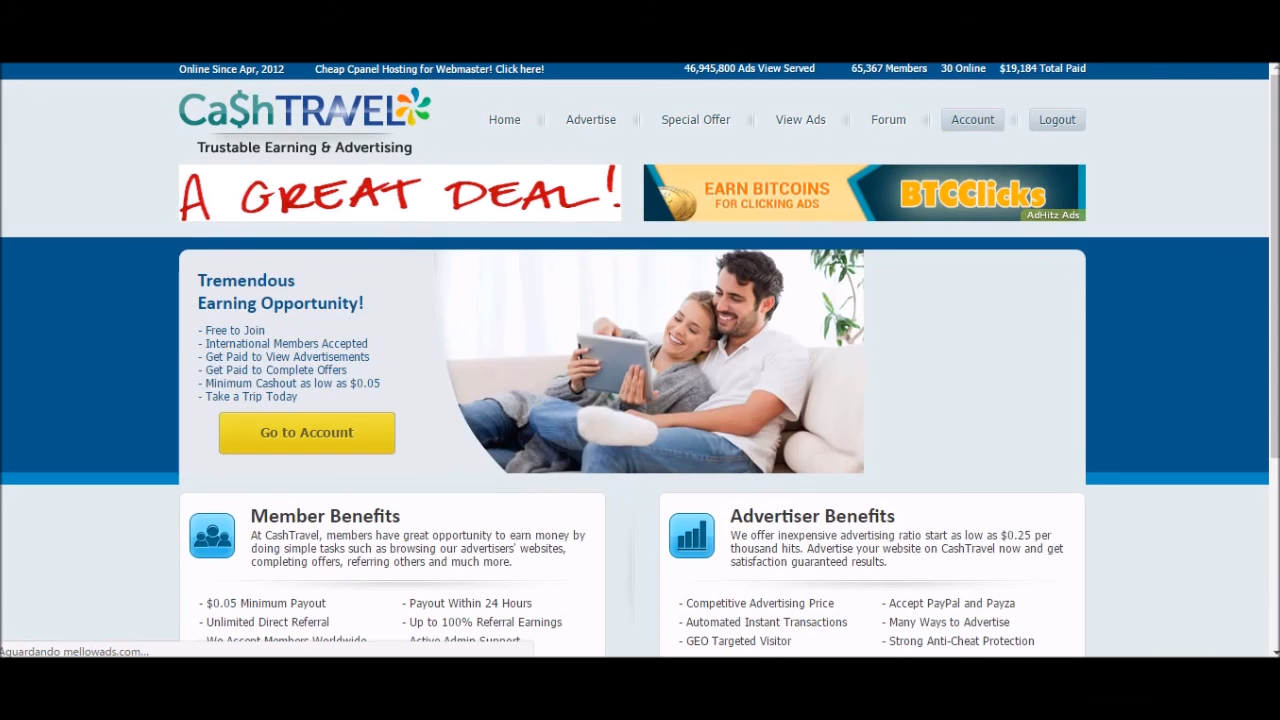 Online Since Apr, 2012 Cheap Cpanel Hosting for Webmaster! Click here! 46,945,800 Ads View Served 65,367 Members 30 Online $19,184 Total Paid
Ca$hTRAVEL
Trustable Earning & Advertising
Home Advertise Special Offer View Ads Forum Account Logout
A GREAT DEAL!
EARN BITCOINS
FOR CLICKING ADS
BTCClicks
AdHitz Ads
Tremendous
Earning Opportunity!
- Free to Join
- International Members Accepted
- Get Paid to View Advertisements
- Get Paid to Complete Offers
- Minimum Cashout as low as $0.05
- Take a Trip Today
Go to Account
Member Benefits
At CashTravel, members have great opportunity to earn money by
doing simple tasks such as browsing our advertisers' websites,
completing offers, referring others and much more.
- $0.05 Minimum Payout - Payout Within 24 Hours
- Unlimited Direct Referral - Up to 100% Referral Earnings
- We Accept Members Worldwide - Active Admin Support
Advertiser Benefits
We offer inexpensive advertising ratio start as low as $0.25 per
thousand hits. Advertise your website on CashTravel now and get
satisfaction guaranteed results.
- Competitive Advertising Price - Accept PayPal and Payza
- Automated Instant Transactions - Many Ways to Advertise
- GEO Targeted Visitor - Strong Anti-Cheat Protection
Aguardando mellowads.com...